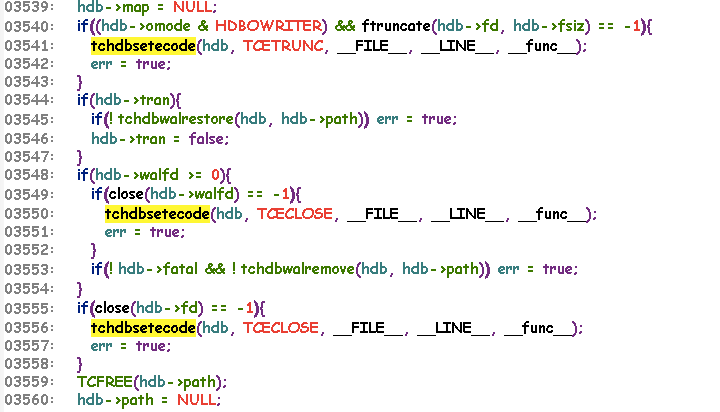 03539: hdb->map = NULL;
03540: if((hdb->omode & HDBOWRITER) && ftruncate(hdb->fd, hdb->fsiz) == -1){
03541: tchdbsetecode(hdb, TCETRUNC, __FILE__, __LINE__, __func__);
03542: err = true;
03543: }
03544: if(hdb->tran){
03545: if(!tchdbwalrestore(hdb, hdb->path)) err = true;
03546: hdb->tran = false;
03547: }
03548: if(hdb->walfd >= 0){
03549: if(close(hdb->walfd) == -1){
03550: tchdbsetecode(hdb, TCECLOSE, __FILE__, __LINE__, __func__);
03551: err = true;
03552: }
03553: if(!hdb->fatal && !tchdbwalremove(hdb, hdb->path)) err = true;
03554: }
03555: if(close(hdb->fd) == -1){
03556: tchdbsetecode(hdb, TCECLOSE, __FILE__, __LINE__, __func__);
03557: err = true;
03558: }
03559: TCFREE(hdb->path);
03560: hdb->path = NULL;